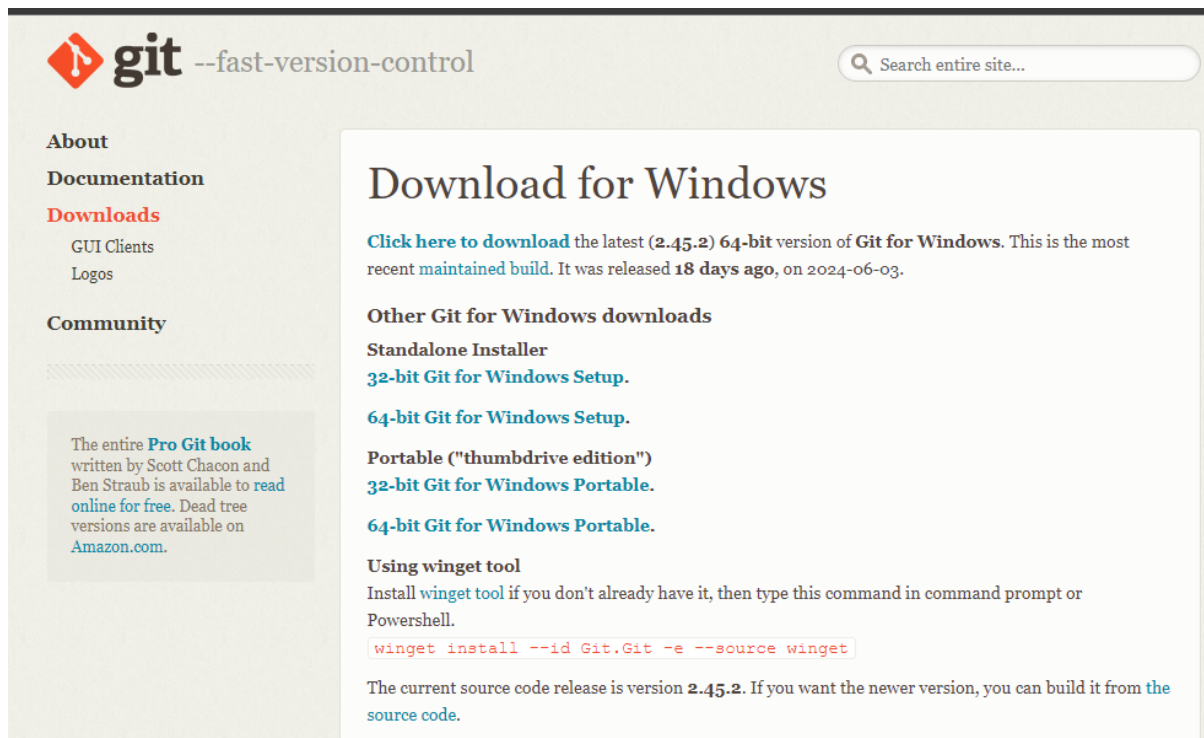 git --fast-version-control
Search entire site...
About
Documentation
Downloads
GUI Clients
Logos
Community
The entire Pro Git book
written by Scott Chacon and
Ben Straub is available to read
online for free. Dead tree
versions are available on
Amazon.com.
Download for Windows
Click here to download the latest (2.45.2) 64-bit version of Git for Windows. This is the most
recent maintained build. It was released 18 days ago, on 2024-06-03.
Other Git for Windows downloads
Standalone Installer
32-bit Git for Windows Setup.
64-bit Git for Windows Setup.
Portable ("thumbdrive edition")
32-bit Git for Windows Portable.
64-bit Git for Windows Portable.
Using winget tool
Install winget tool if you don't already have it, then type this command in command prompt or
Powershell.
winget install --id Git.Git -e --source winget
The current source code release is version 2.45.2. If you want the newer version, you can build it from the
source code.